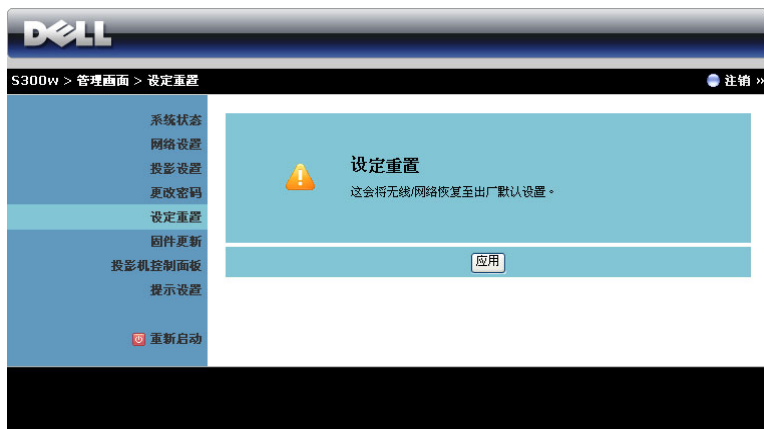 DELL
S300w > 管理画面 > 设定重置
注销 »
系统状态
网络设置
投影设置
更改密码
设定重置
固件更新
投影机控制面板
提示设置
重新启动
设定重置
这会将无线/网络恢复至出厂默认设置。
应用